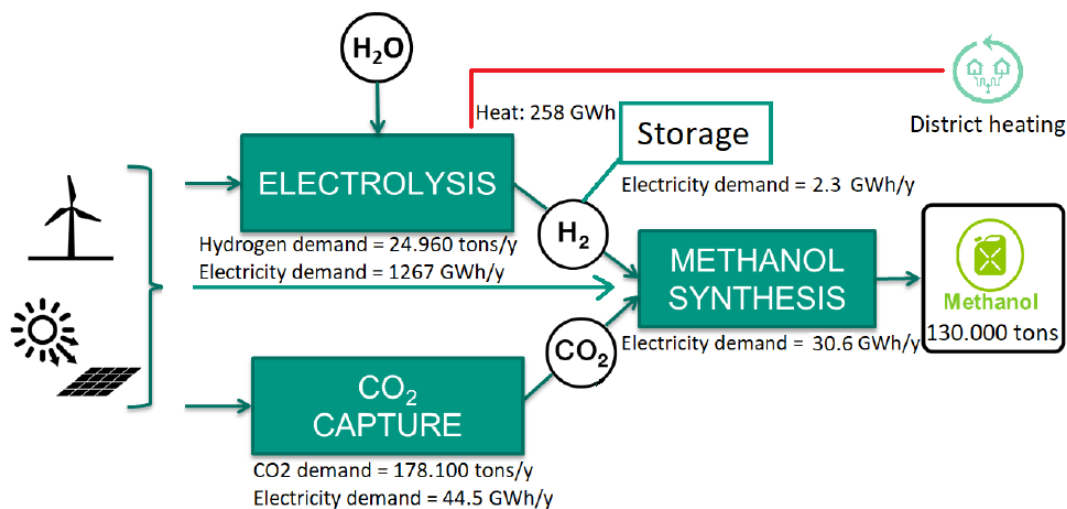 H₂O
Heat: 258 GWh
Storage
District heating
ELECTROLYSIS
Electricity demand = 2.3 GWh/y
Hydrogen demand = 24.960 tons/y
Electricity demand = 1267 GWh/y
H₂
METHANOL
SYNTHESIS
Methanol
130.000 tons
Electricity demand = 30.6 GWh/y
CO₂
CO₂
CAPTURE
CO2 demand = 178.100 tons/y
Electricity demand = 44.5 GWh/y